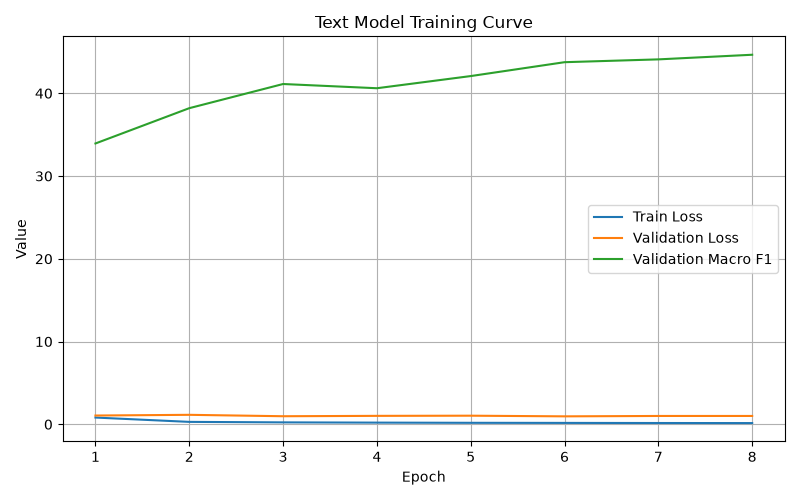 Text Model Training Curve
Value
40
30
20
10
0
Train Loss
Validation Loss
Validation Macro F1
1 2 3 4 5 6 7 8
Epoch